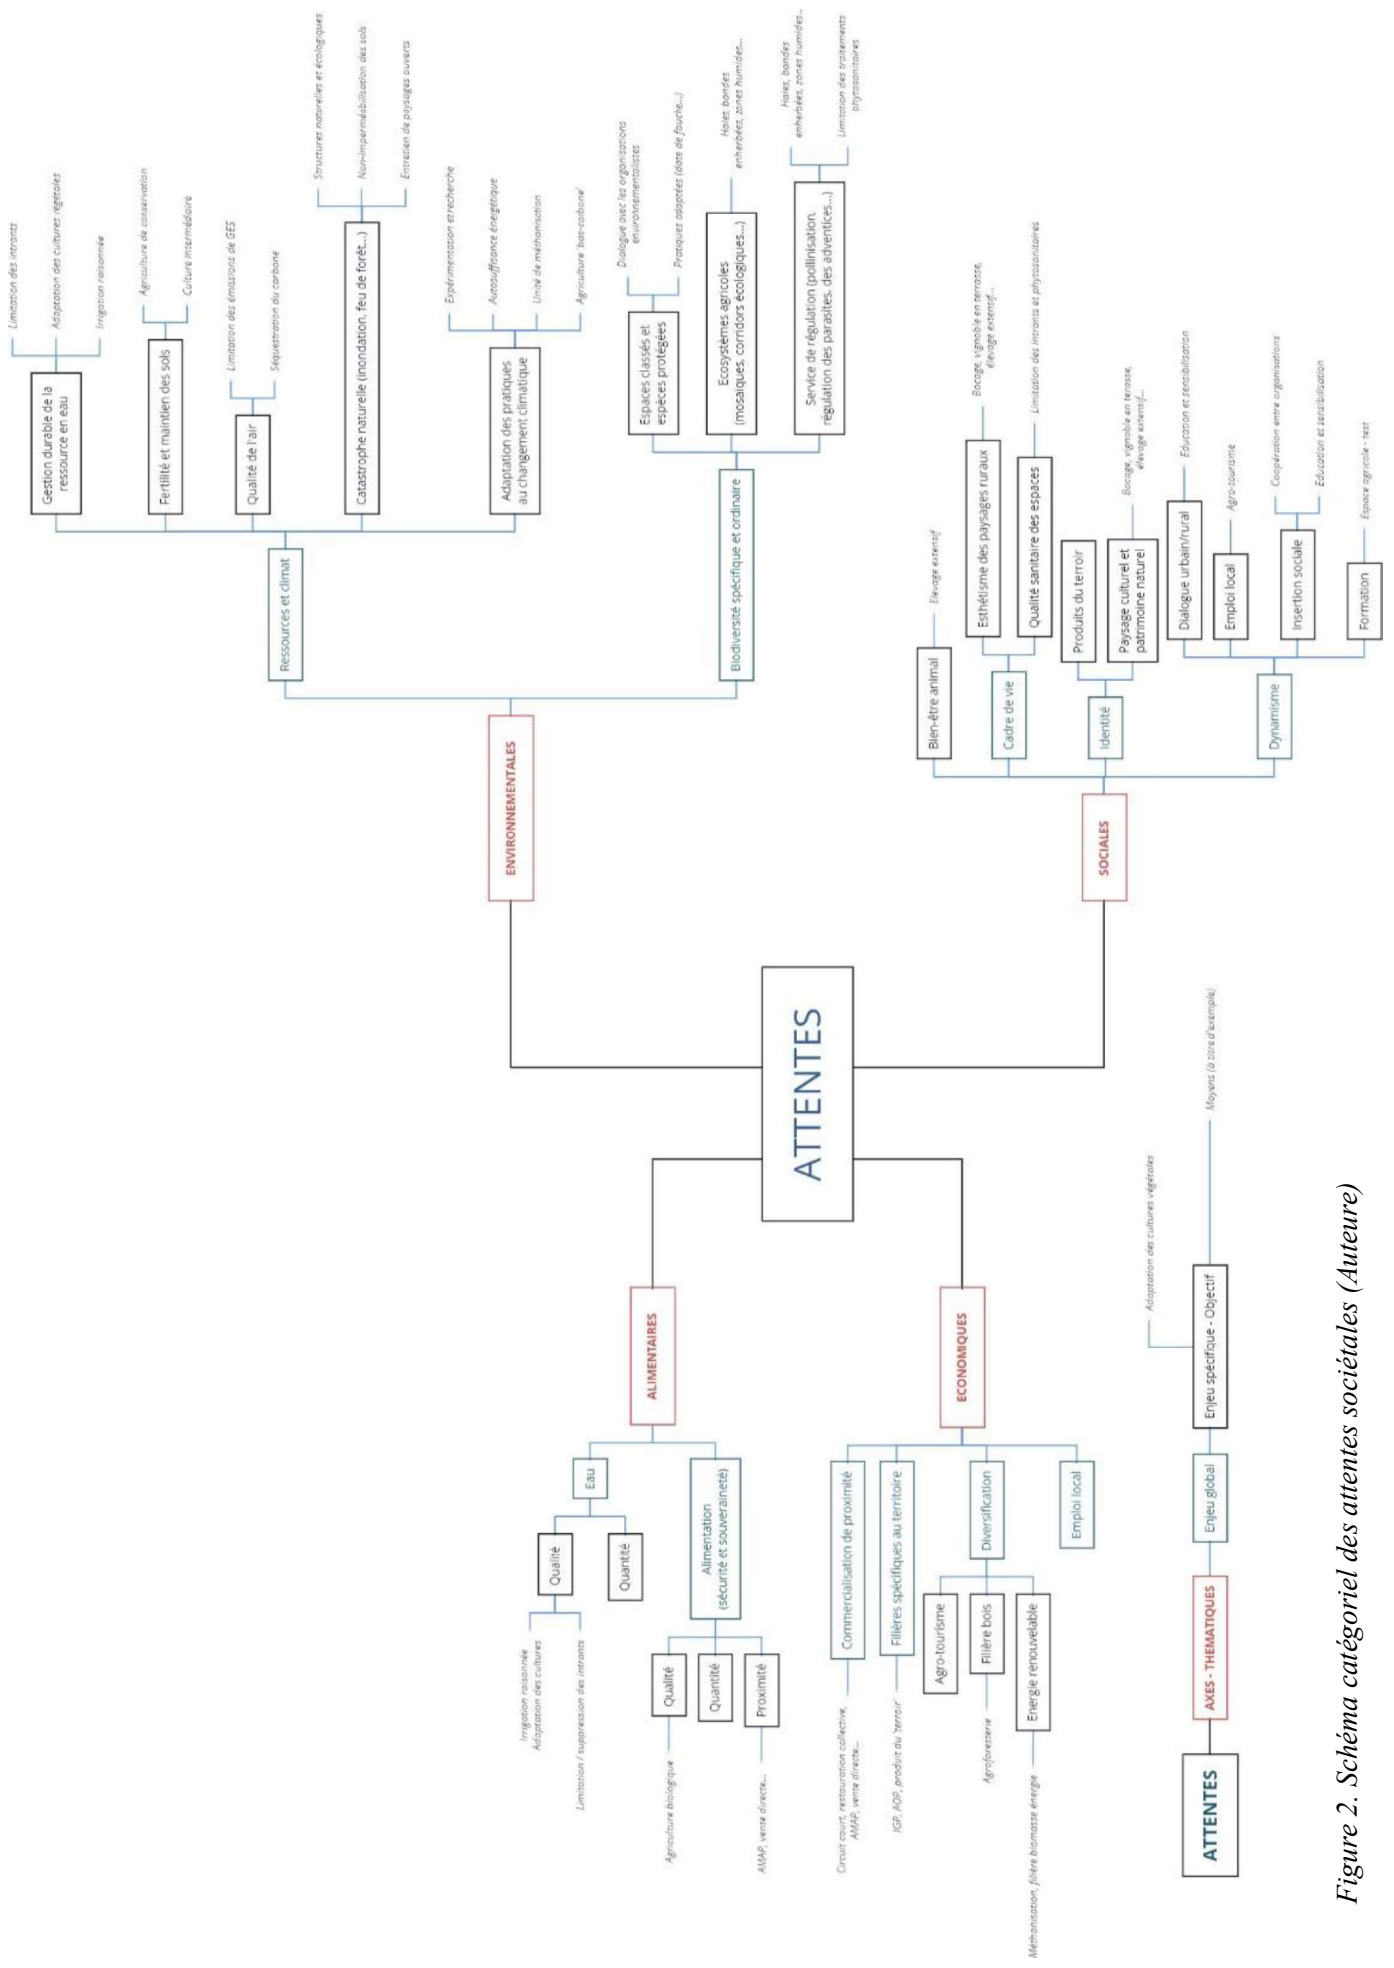 Irrigation raisonnée
Adaptation des cultures
Limitation / suppression des intrants
Qualité
Quantité
Eau
Agriculture biologique
AMAP, vente directe...
Qualité
Quantité
Proximité
Alimentation
(sécurité et souveraineté)
ALIMENTAIRES
Circuit court, restauration collective,
AMAP, vente directe...
IGP, AOP, produit du 'terroir'
Agroforesterie
Méthanisation, filière biomasse énergie
Commercialisation de proximité
Filières spécifiques au territoire
Agro-tourisme
Filière bois
Energie renouvelable
Diversification
Emploi local
ECONOMIQUES
ATTENTES
ENVIRONNEMENTALES
Ressources et climat
Gestion durable de la
ressource en eau
Limitation des intrants
Adaptation des cultures végétales
Irrigation raisonnée
Fertilité et maintien des sols
Agriculture de conservation
Culture intermédiaire
Qualité de l'air
Limitation des émissions de GES
Séquestration du carbone
Catastrophe naturelle (inondation, feu de forêt...)
Structures naturelles et écologiques
Non-imperméabilisation des sols
Entretien de paysages ouverts
Adaptation des pratiques
au changement climatique
Expérimentation et recherche
Autosuffisance énergétique
Unité de méthanisation
Agriculture 'bas-carbone'
Biodiversité spécifique et ordinaire
Espaces classés et
espèces protégées
Dialogue avec les organisations
environnementalistes
Pratiques adaptées (date de fauche...)
Ecosystèmes agricoles
(mosaïques, corridors écologiques...)
Haies, bandes
enherbées, zones humides...
Service de régulation (pollinisation,
régulation des parasites, des adventices...)
Haies, bandes
enherbées, zones humides...
Limitation des traitements
phytosanitaires
SOCIALES
Bien-être animal
Elevage extensif
Cadre de vie
Esthétisme des paysages ruraux
Bocage, vignoble en terrasse,
élevage extensif...
Qualité sanitaire des espaces
Limitation des intrants et phytosanitaires
Identité
Produits du terroir
Paysage culturel et
patrimoine naturel
Bocage, vignoble en terasse,
élevage extensif...
Dynamisme
Dialogue urbain/rural
Education et sensibilisation
Emploi local
Agro-tourisme
Insertion sociale
Coopération entre organisations
Education et sensibilisation
Formation
Espace agricole - test
ATTENTES
AXES - THEMATIQUES
Enjeu global
Enjeu spécifique - Objectif
Adaptation des cultures végétales
Moyens (à titre d'exemple)
Figure 2. Schéma catégoriel des attentes sociétales (Auteure)